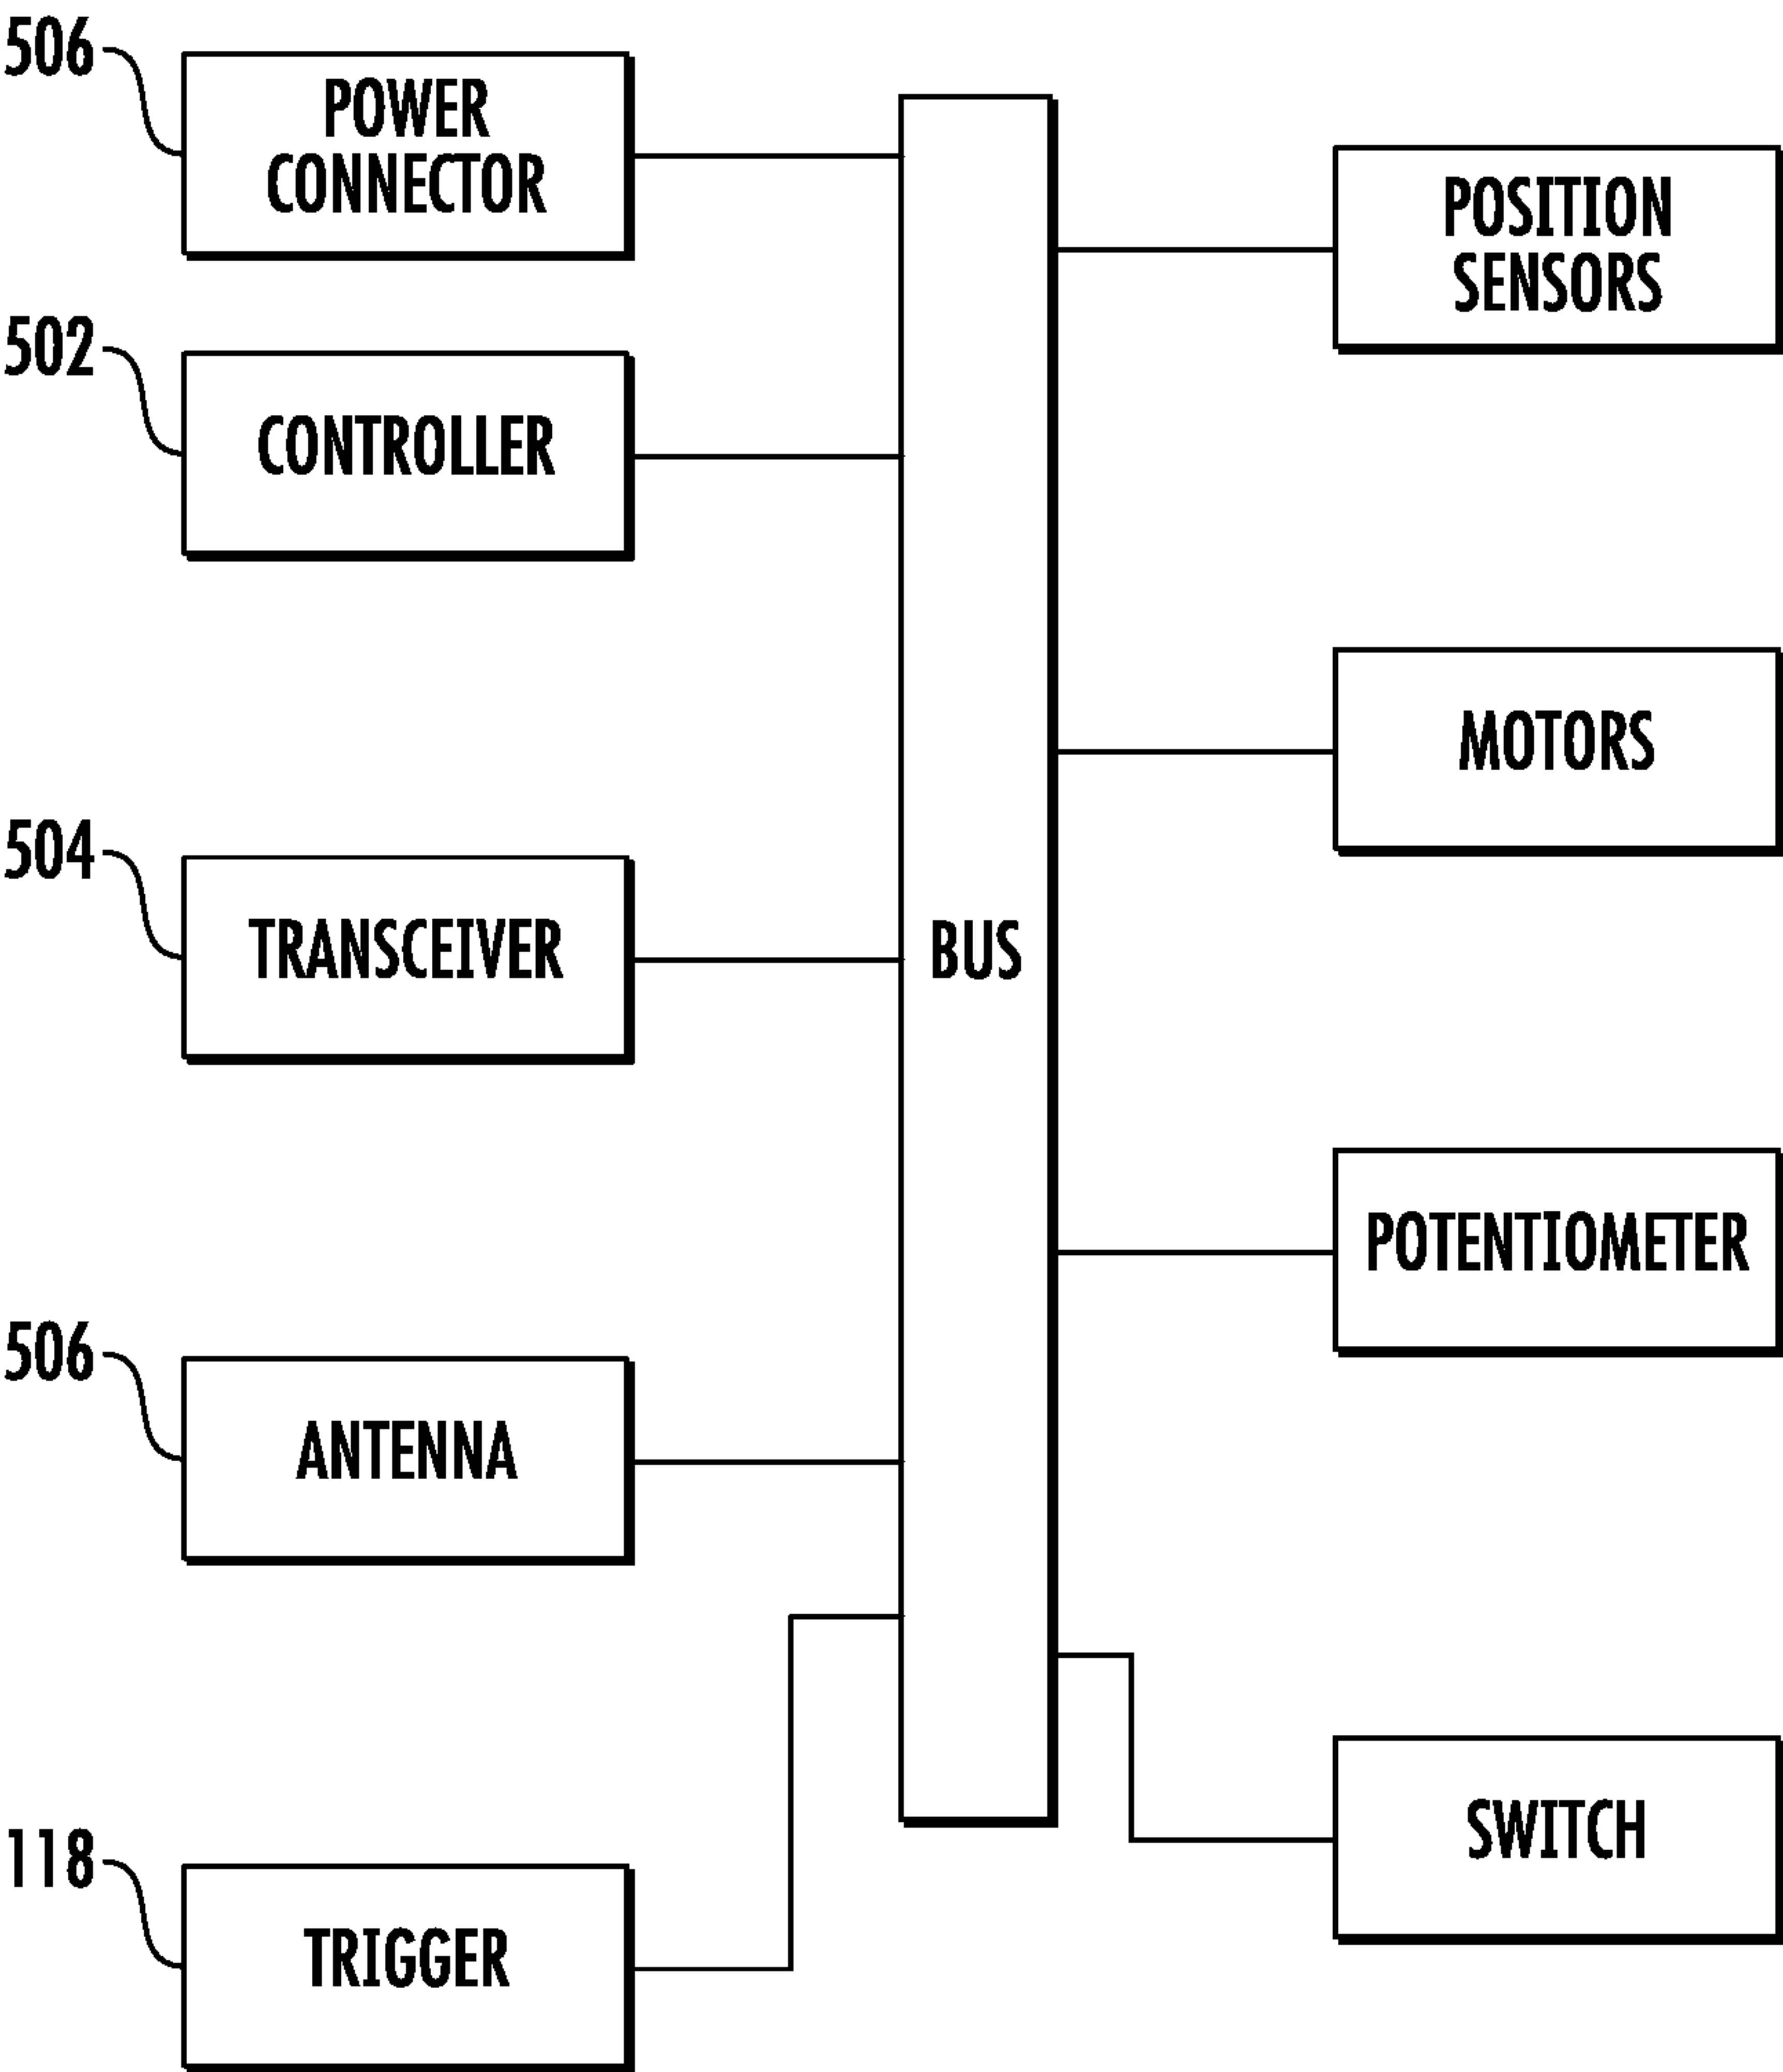 506
POWER
CONNECTOR
502
CONTROLLER
504
TRANSCEIVER
506
ANTENNA
118
TRIGGER
BUS
POSITION
SENSORS
MOTORS
POTENTIOMETER
SWITCH